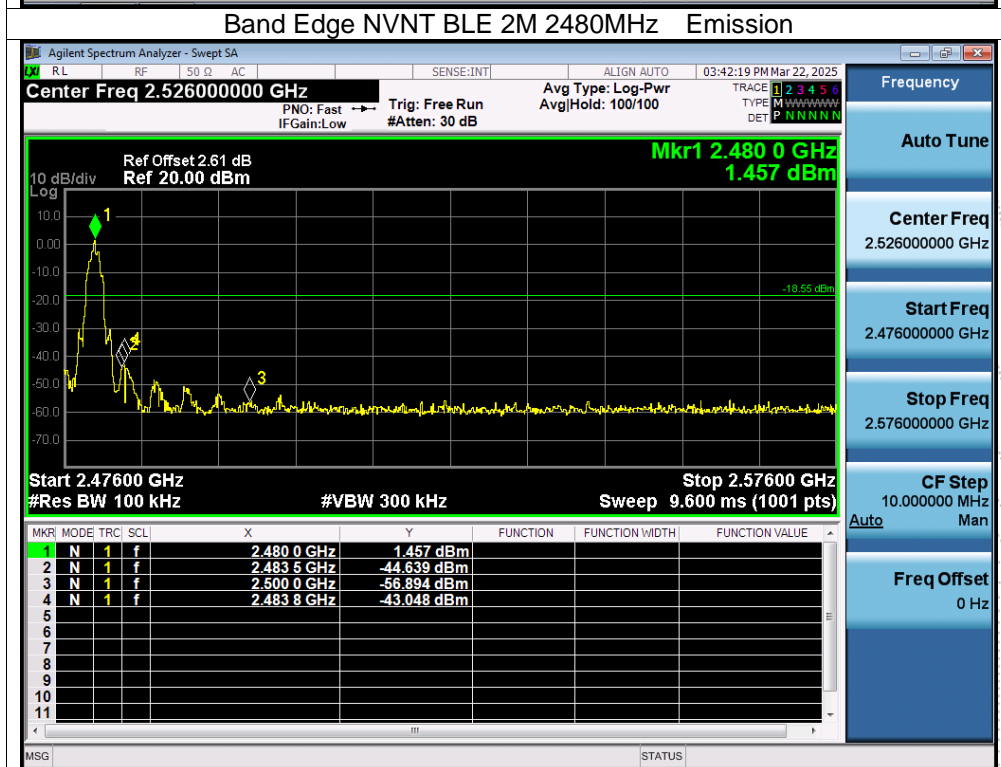 Band Edge NVNT BLE 2M 2480MHz Emission
Agilent Spectrum Analyzer - Swept SA
LXI RL RF 50 Ω AC SENSE:INT ALIGN AUTO 03:42:19 PM Mar 22, 2025
Center Freq 2.526000000 GHz
PNO: Fast
IFGain:Low
Trig: Free Run
#Atten: 30 dB
Avg Type: Log-Pwr
Avg|Hold: 100/100
TRACE 1 2 3 4 5 6
TYPE M WWWWW
DET P N N N N N
Ref Offset 2.61 dB
Ref 20.00 dBm
10 dB/div
Log
Mkr1 2.480 0 GHz
1.457 dBm
10.0
0.00
-10.0
-20.0
-30.0
-40.0
-50.0
-60.0
-70.0
1
3
-18.55 dBm
Start 2.47600 GHz Stop 2.57600 GHz
#Res BW 100 kHz #VBW 300 kHz Sweep 9.600 ms (1001 pts)
MKR MODE TRC SCL X Y FUNCTION FUNCTION WIDTH FUNCTION VALUE
1 N 1 f 2.480 0 GHz 1.457 dBm
2 N 1 f 2.483 5 GHz -44.639 dBm
3 N 1 f 2.500 0 GHz -56.894 dBm
4 N 1 f 2.483 8 GHz -43.048 dBm
5
6
7
8
9
10
11
MSG STATUS
Frequency
Auto Tune
Center Freq
2.526000000 GHz
Start Freq
2.476000000 GHz
Stop Freq
2.576000000 GHz
CF Step
10.000000 MHz
Auto Man
Freq Offset
0 Hz